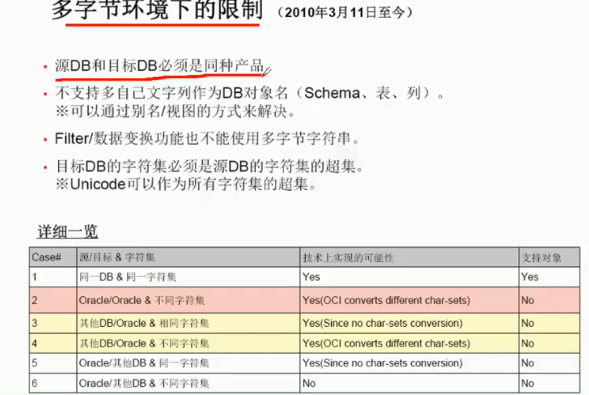 多字节环境下的限制 （2010年3月11日至今）
• 源DB和目标DB必须是同种产品
• 不支持多自己文字列作为DB对象名（Schema、表、列）。
※可以通过别名/视图的方式来解决。
• Filter/数据变换功能也不能使用多字节字符串。
• 目标DB的字符集必须是源DB的字符集的超集。
※Unicode可以作为所有字符集的超集。
详细一览
Case# 源/目标 & 字符集 技术上实现的可能性 支持对象
1 同一DB & 同一字符集 Yes Yes
2 Oracle/Oracle & 不同字符集 Yes(OCI converts different char-sets) No
3 其他DB/Oracle & 相同字符集 Yes(Since no char-sets conversion) No
4 其他DB/Oracle & 不同字符集 Yes(OCI converts different char-sets) No
5 Oracle/其他DB & 同一字符集 Yes(Since no char-sets conversion) No
6 Oracle/其他DB & 不同字符集 No No